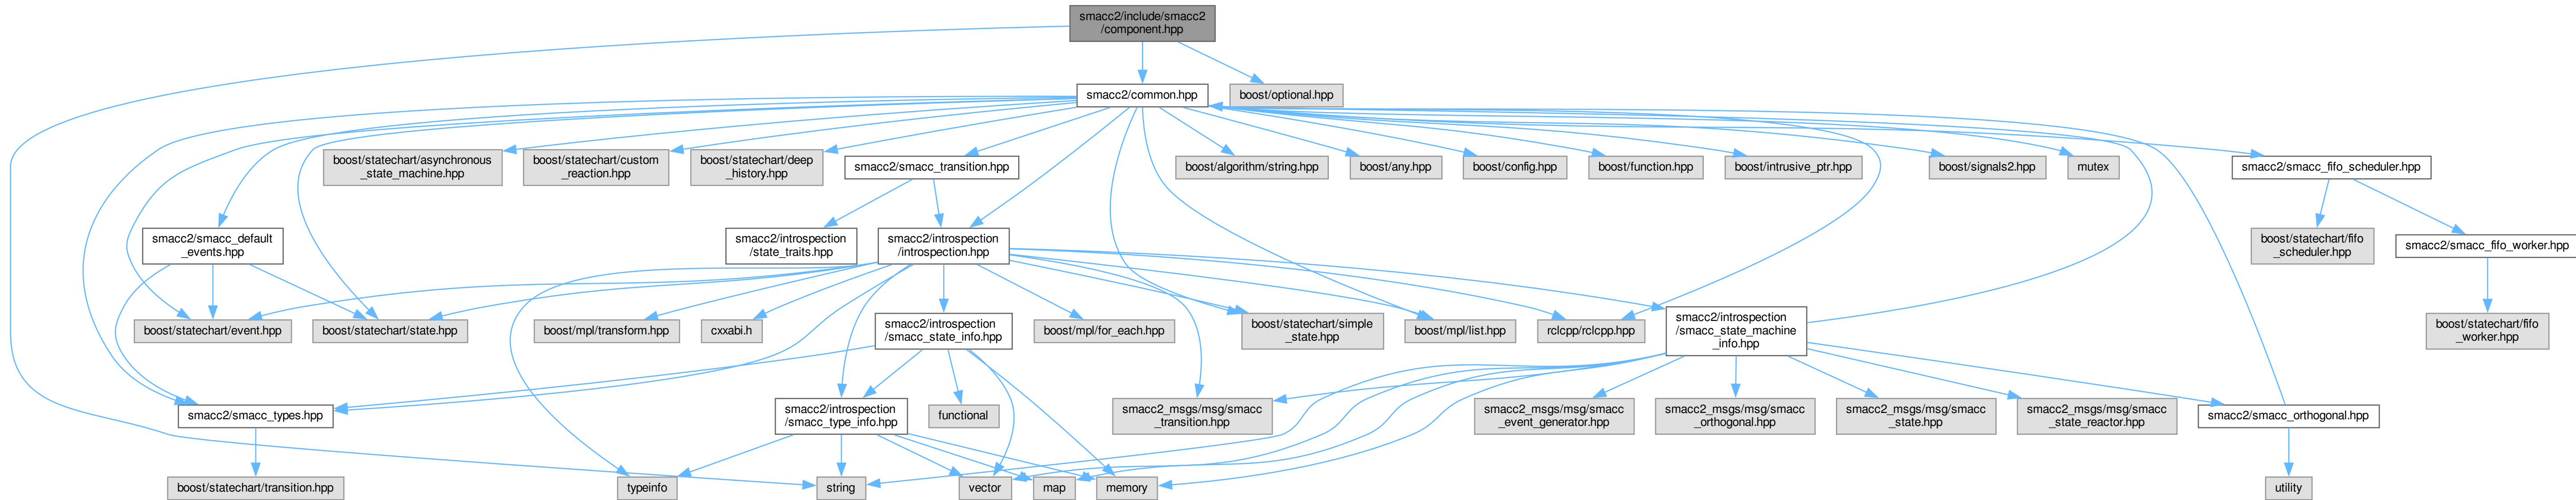 smacc2/include/smacc2
/component.hpp
smacc2/common.hpp
boost/optional.hpp
boost/statechart/asynchronous
_state_machine.hpp
boost/statechart/custom
_reaction.hpp
boost/statechart/deep
_history.hpp
smacc2/smacc_transition.hpp
boost/algorithm/string.hpp
boost/any.hpp
boost/config.hpp
boost/function.hpp
boost/intrusive_ptr.hpp
boost/signals2.hpp
mutex
smacc2/smacc_fifo_scheduler.hpp
smacc2/smacc_default
_events.hpp
smacc2/introspection
/state_traits.hpp
smacc2/introspection
/introspection.hpp
boost/statechart/fifo
_scheduler.hpp
smacc2/smacc_fifo_worker.hpp
boost/statechart/event.hpp
boost/statechart/state.hpp
boost/mpl/transform.hpp
cxxabi.h
smacc2/introspection
/smacc_state_info.hpp
boost/mpl/for_each.hpp
boost/statechart/simple
_state.hpp
boost/mpl/list.hpp
rclcpp/rclcpp.hpp
smacc2/introspection
/smacc_state_machine
_info.hpp
boost/statechart/fifo
_worker.hpp
smacc2/smacc_types.hpp
smacc2/introspection
/smacc_type_info.hpp
functional
smacc2_msgs/msg/smacc
_transition.hpp
smacc2_msgs/msg/smacc
_event_generator.hpp
smacc2_msgs/msg/smacc
_orthogonal.hpp
smacc2_msgs/msg/smacc
_state.hpp
smacc2_msgs/msg/smacc
_state_reactor.hpp
smacc2/smacc_orthogonal.hpp
boost/statechart/transition.hpp
typeinfo
string
vector
map
memory
utility